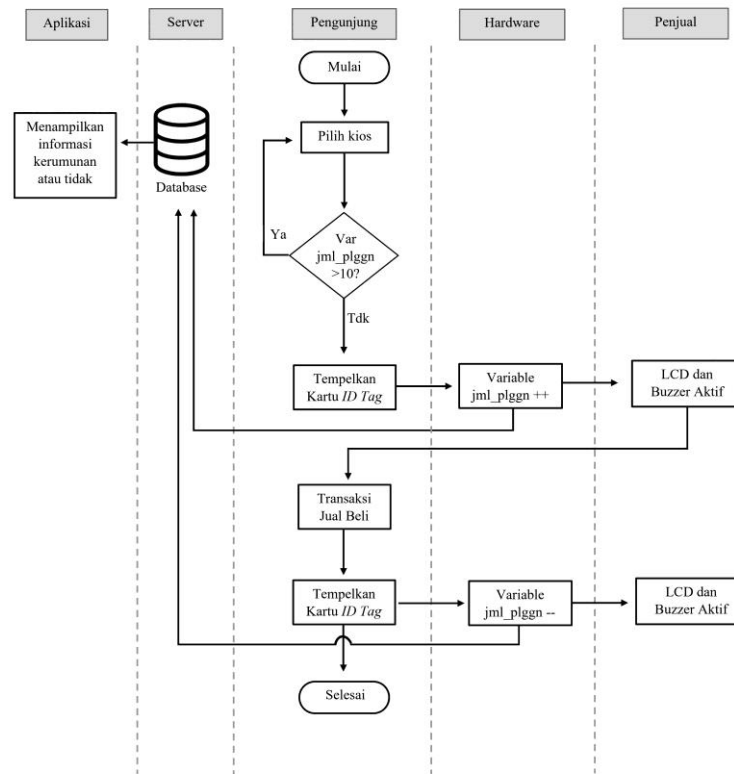 Aplikasi
Server
Pengunjung
Hardware
Penjual
Mulai
Menampilkan
informasi
kerumunan
atau tidak
Database
Pilih kios
Ya
Var
jml_plggn
>10?
Tdk
Tempelkan
Kartu ID Tag
Variable
jml_plggn ++
LCD dan
Buzzer Aktif
Transaksi
Jual Beli
Tempelkan
Kartu ID Tag
Variable
jml_plggn --
LCD dan
Buzzer Aktif
Selesai